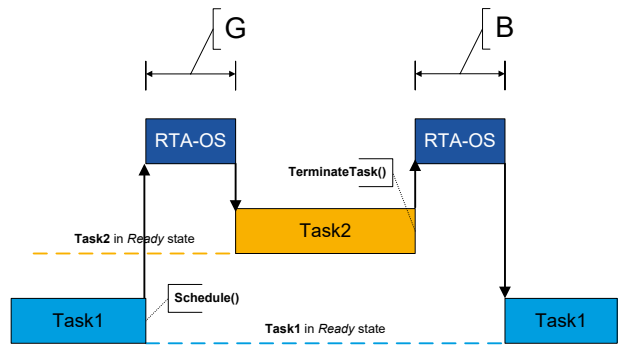 G
B
RTA-OS
RTA-OS
TerminateTask()
Task2
Task2 in Ready state
Schedule()
Task1
Task1 in Ready state
Task1